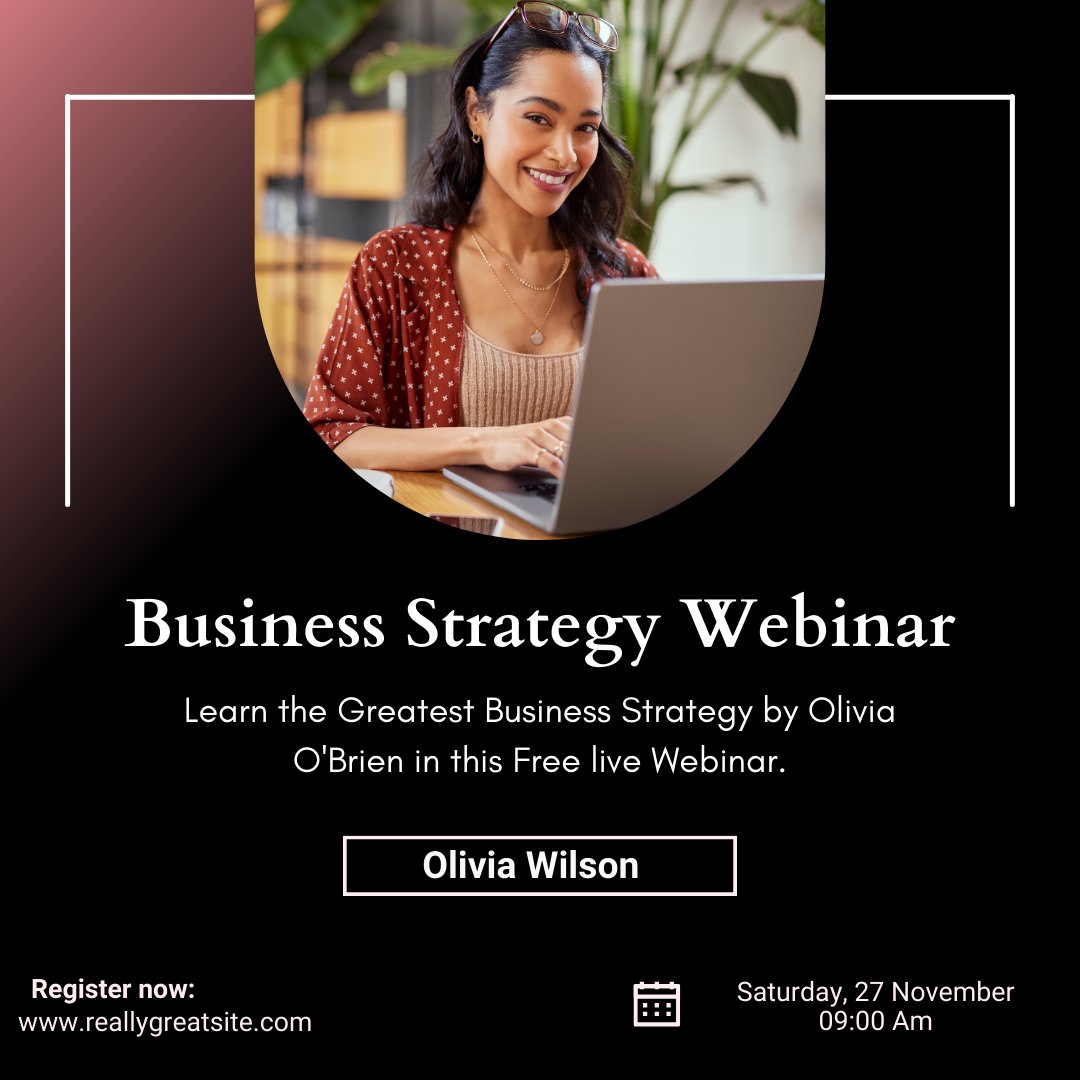 Business Strategy Webinar
Learn the Greatest Business Strategy by Olivia
O'Brien in this Free live Webinar.
Olivia Wilson
Register now:
www.reallygreatsite.com
Saturday, 27 November
09:00 Am